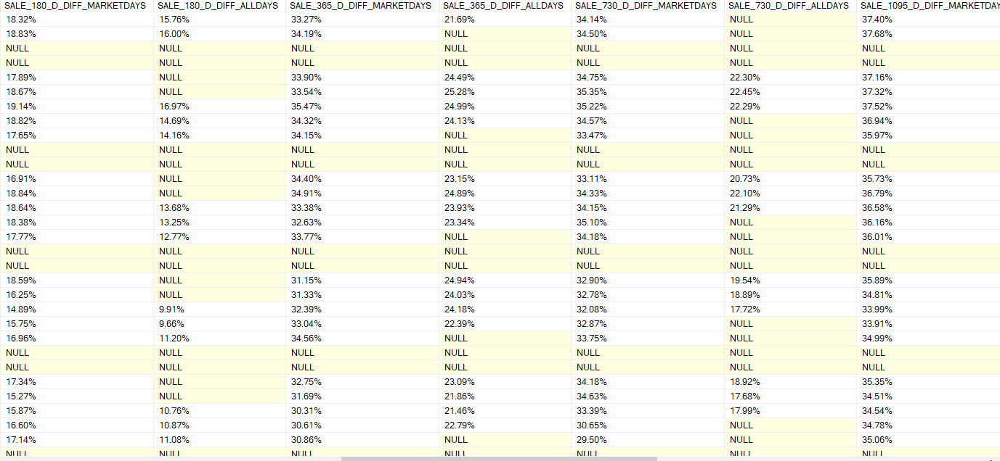 SALE_180_D_DIFF_MARKETDAYS SALE_180_D_DIFF_ALLDAYS SALE_365_D_DIFF_MARKETDAYS SALE_365_D_DIFF_ALLDAYS SALE_730_D_DIFF_MARKETDAYS SALE_730_D_DIFF_ALLDAYS SALE_1095_D_DIFF_MARKETDAY
18.32% 15.76% 33.27% 21.69% 34.14% NULL 37.40%
18.83% 16.00% 34.19% NULL 34.50% NULL 37.68%
NULL NULL NULL NULL NULL NULL NULL
NULL NULL NULL NULL NULL NULL NULL
17.89% NULL 33.90% 24.49% 34.75% 22.30% 37.16%
18.67% NULL 33.54% 25.28% 35.35% 22.45% 37.32%
19.14% 16.97% 35.47% 24.99% 35.22% 22.29% 37.52%
18.82% 14.69% 34.32% 24.13% 34.57% NULL 36.94%
17.65% 14.16% 34.15% NULL 33.47% NULL 35.97%
NULL NULL NULL NULL NULL NULL NULL
NULL NULL NULL NULL NULL NULL NULL
16.91% NULL 34.40% 23.15% 33.11% 20.73% 35.73%
18.84% NULL 34.91% 24.89% 34.33% 22.10% 36.79%
18.64% 13.68% 33.38% 23.93% 34.15% 21.29% 36.58%
18.38% 13.25% 32.63% 23.34% 35.10% NULL 36.16%
17.77% 12.77% 33.77% NULL 34.18% NULL 36.01%
NULL NULL NULL NULL NULL NULL NULL
NULL NULL NULL NULL NULL NULL NULL
18.59% NULL 31.15% 24.94% 32.90% 19.54% 35.89%
16.25% NULL 31.33% 24.03% 32.78% 18.89% 34.81%
14.89% 9.91% 32.39% 24.18% 32.08% 17.72% 33.99%
15.75% 9.66% 33.04% 22.39% 32.87% NULL 33.91%
16.96% 11.20% 34.56% NULL 33.75% NULL 34.99%
NULL NULL NULL NULL NULL NULL NULL
NULL NULL NULL NULL NULL NULL NULL
17.34% NULL 32.75% 23.09% 34.18% 18.92% 35.35%
15.27% NULL 31.69% 21.86% 34.63% 17.68% 34.51%
15.87% 10.76% 30.31% 21.46% 33.39% 17.99% 34.54%
16.60% 10.87% 30.61% 22.79% 30.65% NULL 34.78%
17.14% 11.08% 30.86% NULL 29.50% NULL 35.06%
NULL NULL NULL NULL NULL NULL NULL